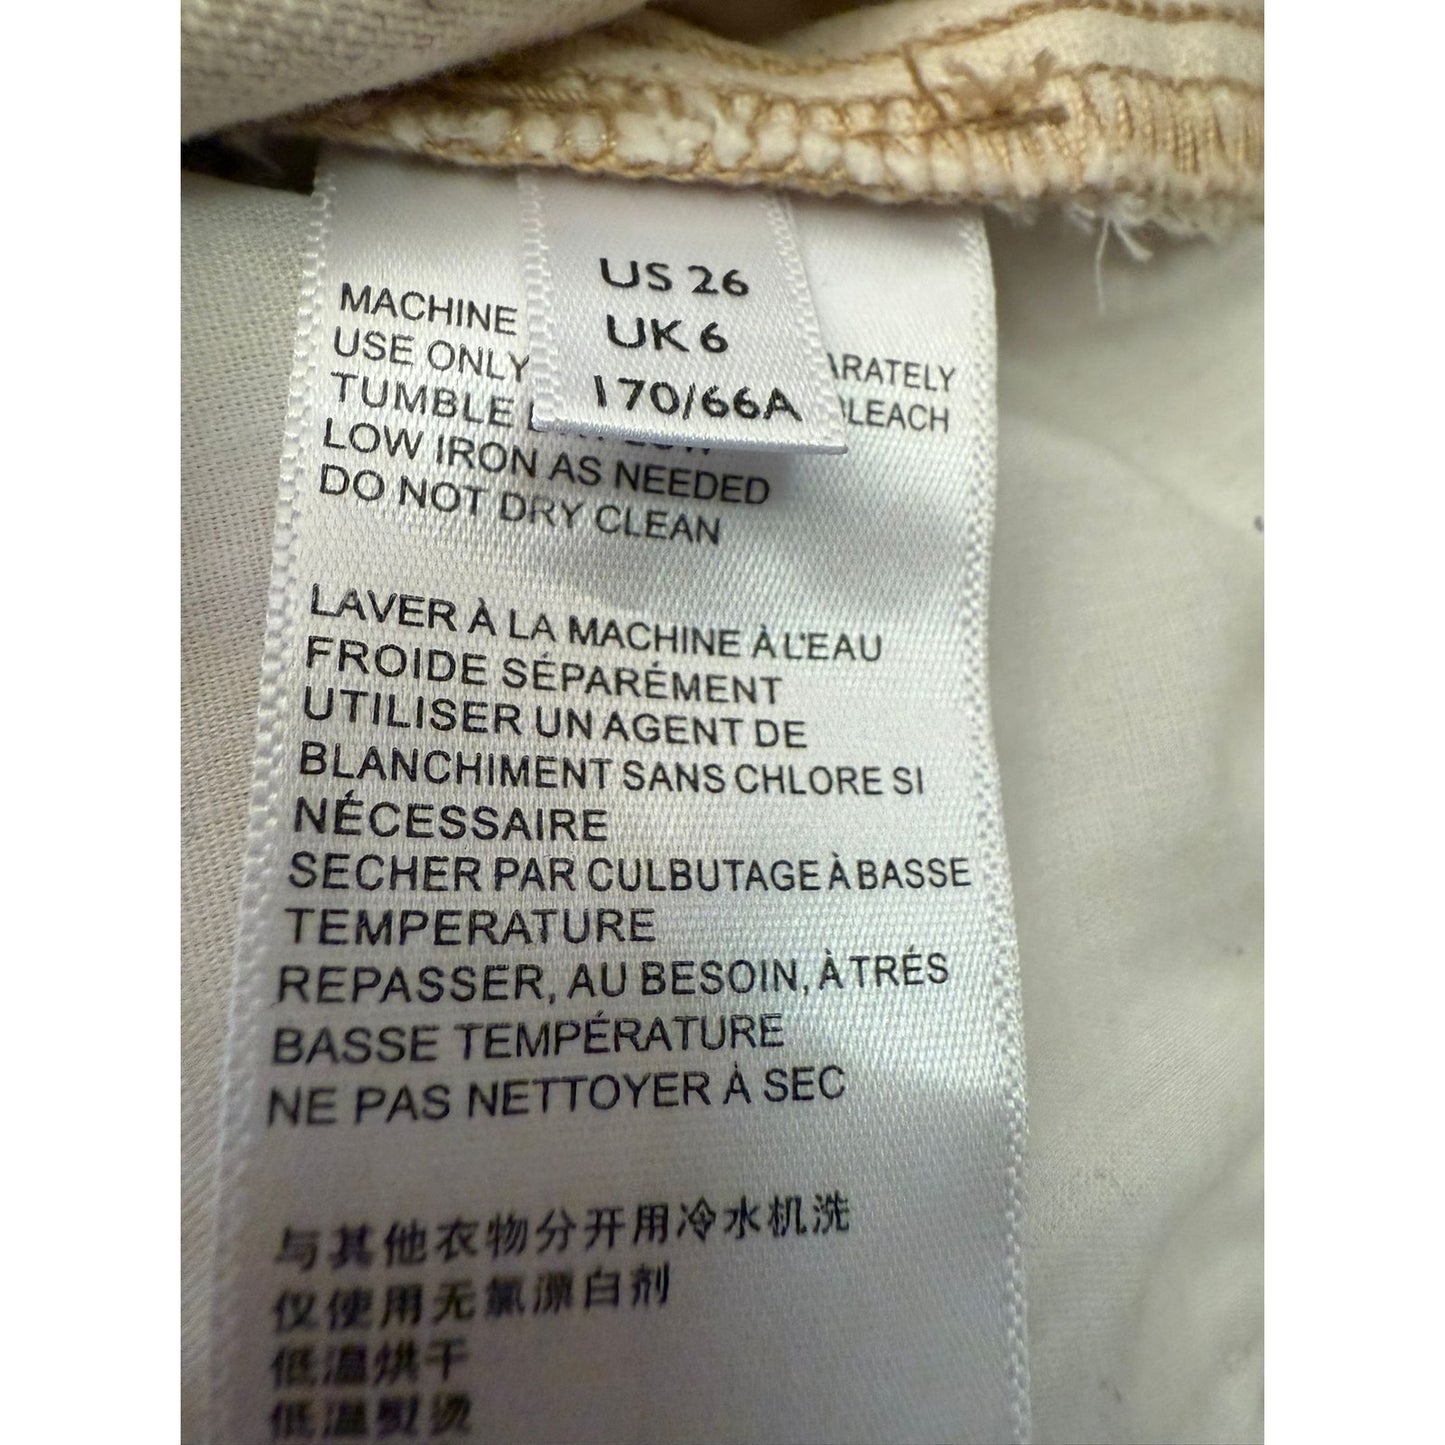 US 26
UK 6
170/66A
MACHINE
USE ONLY
TUMBLE
LOW IRON AS NEEDED
DO NOT DRY CLEAN
LAVER À LA MACHINE À L'EAU
FROIDE SÉPARÉMENT
UTILISER UN AGENT DE
BLANCHIMENT SANS CHLORE SI
NÉCESSAIRE
SECHER PAR CULBUTAGE À BASSE
TEMPERATURE
REPASSER, AU BESOIN, À TRÉS
BASSE TEMPÉRATURE
NE PAS NETTOYER À SEC
与其他衣物分开用冷水机洗
仅使用无氯漂白剂
低温烘干
低温熨烫